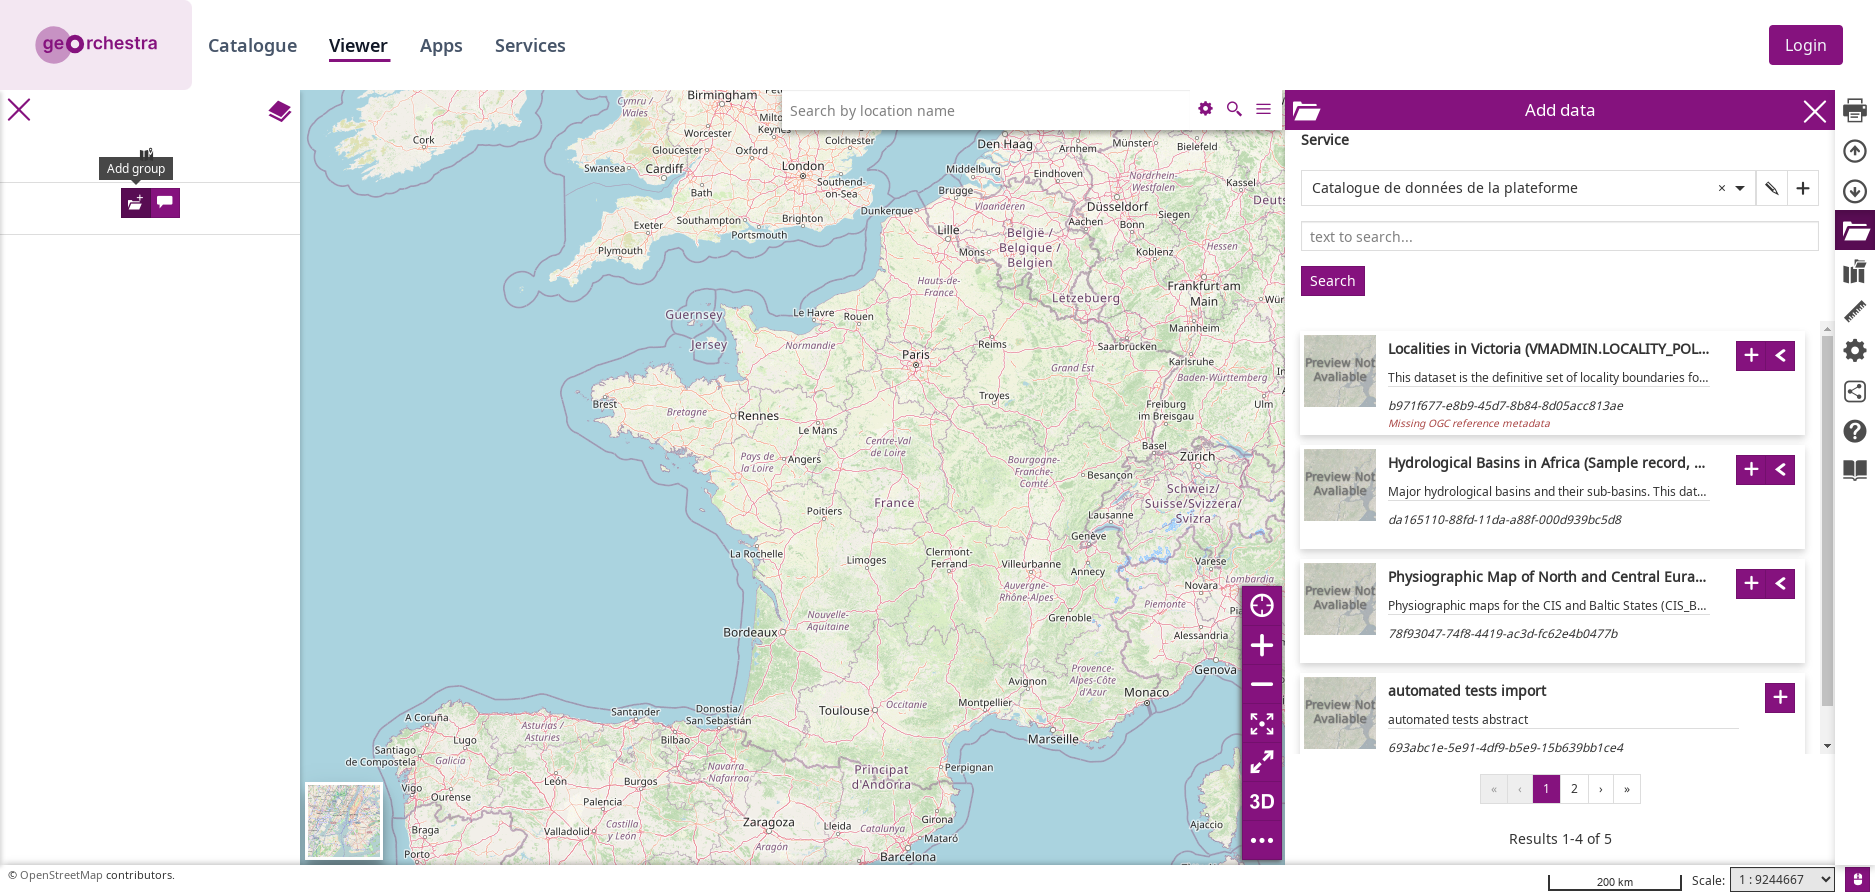 geOrchestra
Catalogue
Viewer
Apps
Services
Login
Add group
Search by location name
Add data
Service
Catalogue de données de la plateforme
×
text to search...
Search
Preview Not
Avaliable
Localities in Victoria (VMADMIN.LOCALITY_POL...
This dataset is the definitive set of locality boundaries fo...
b971f677-e8b9-45d7-8b84-8d05acc813ae
Missing OGC reference metadata
Preview Not
Avaliable
Hydrological Basins in Africa (Sample record, ...
Major hydrological basins and their sub-basins. This dat...
da165110-88fd-11da-a88f-000d939bc5d8
Preview Not
Avaliable
Physiographic Map of North and Central Eura...
Physiographic maps for the CIS and Baltic States (CIS_B...
78f93047-74f8-4419-ac3d-fc62e4b0477b
Preview Not
Avaliable
automated tests import
automated tests abstract
693abc1e-5e91-4df9-b5e9-15b639bb1ce4
« ‹ 1 2 › »
Results 1-4 of 5
Birmingham
Cymru /
Wales
Milto
Keynes
Cork
Worcester
Gloucester
Oxford
Swansea
Cardiff
London
Bath
Southend-
on-Sea
Southampton
Brighton
Exeter
Portsmouth
Plymouth
Den Haag
Arnhem
Münster
Bielefeld
Middelburg
Eindhoven
Nordrhein-
Westfalen
Kassel
Brugge
Vlaanderen
Düsseldorf
Deuts
Aachen
Siegen
Bonn
Lille
België /
Belgique /
Belgien
Mons
Hessen
Koblenz
Hauts-de-
France
Lëtzebuerg
Frankfurt am
Main
Wür
Guernsey
Le Havre
Rouen
Mannheim
Jersey
Normandie
Reims
Saarbrücken
Paris
Karlsruhe
Grand Est
Baden-Württemberg
In
Brest
Bretagne
Rennes
Troyes
Freiburg
im Breisgau
Ulm
Le Mans
Centre-Val
de Loire
Basel
Pays de
la Loire
Angers
Bourgogne-
Franche-
Comté
Besançon
Zürich
France
Schweiz/
Suisse/Svizzera/
Svizra
Poitiers
Lausanne
Genève
La Rochelle
Limoges
Clermont-
Ferrand
Villeurbanne
Annecy
Varese
Lombardia
Auvergne-
Rhône-Alpes
Novara
Nouvelle-
Aquitaine
Piemonte
Pia
Bordeaux
Grenoble
Alessandria
Provence-
Alpes-Côte
d'Azur
Genova
Avignon
Monaco
Toulouse
Occitanie
Montpellier
Marseille
A Coruña
Santander
Donostia/
San Sebastián
Asturias
Asturies
Bilbao
Lugo
Santiago
de Compostela
Galicia
Navarra
Nafarroa
Principat
d'Andorra
Perpignan
León
Burgos
Vigo
Ourense
Palencia
Girona
Braga
Valladolid
Castilla
y León
Zaragoza
Lleida
Catalunya
Mataró
Ajaccio
Porto
Aragón
Barcelona
3D
© OpenStreetMap contributors.
200 km
Scale:
1 : 9244667